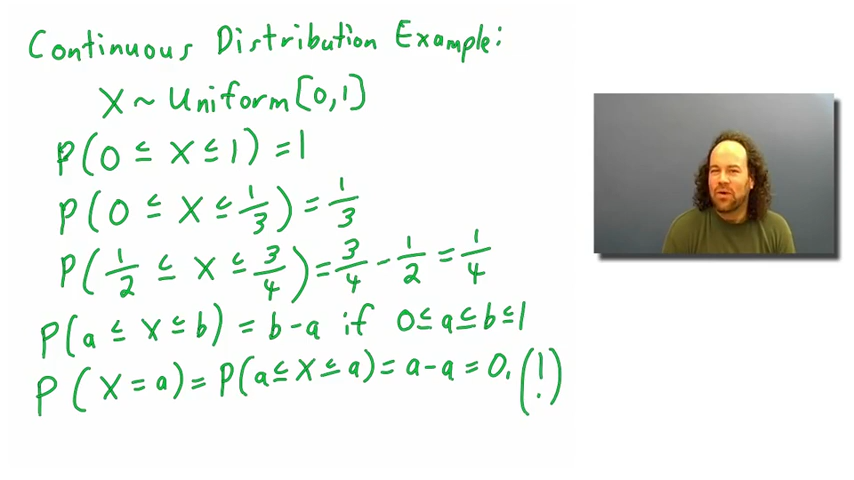 Continuous Distribution Example:
X ~ Uniform[0,1]
P(0 ≤ X ≤ 1) = 1
P(0 ≤ X ≤ 1/3) = 1/3
P(1/2 ≤ X ≤ 3/4) = 3/4 - 1/2 = 1/4
P(a ≤ X ≤ b) = b-a if 0≤a≤b≤1
P(X=a) = P(a≤X≤a) = a-a = 0. (!)